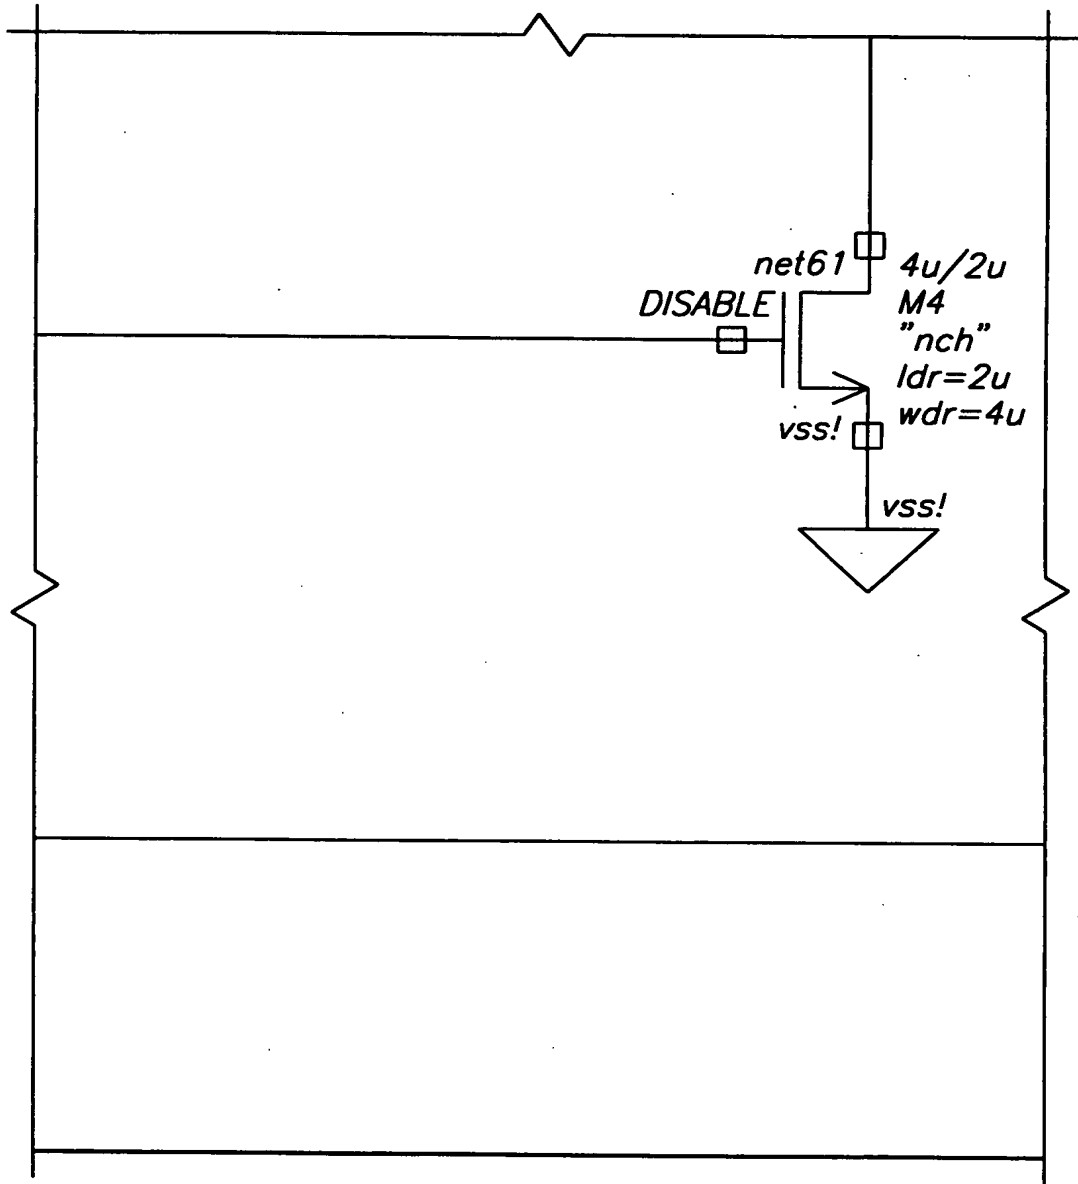 net61
4u/2u
DISABLE
M4
"nch"
ldr=2u
wdr=4u
vss!
vss!